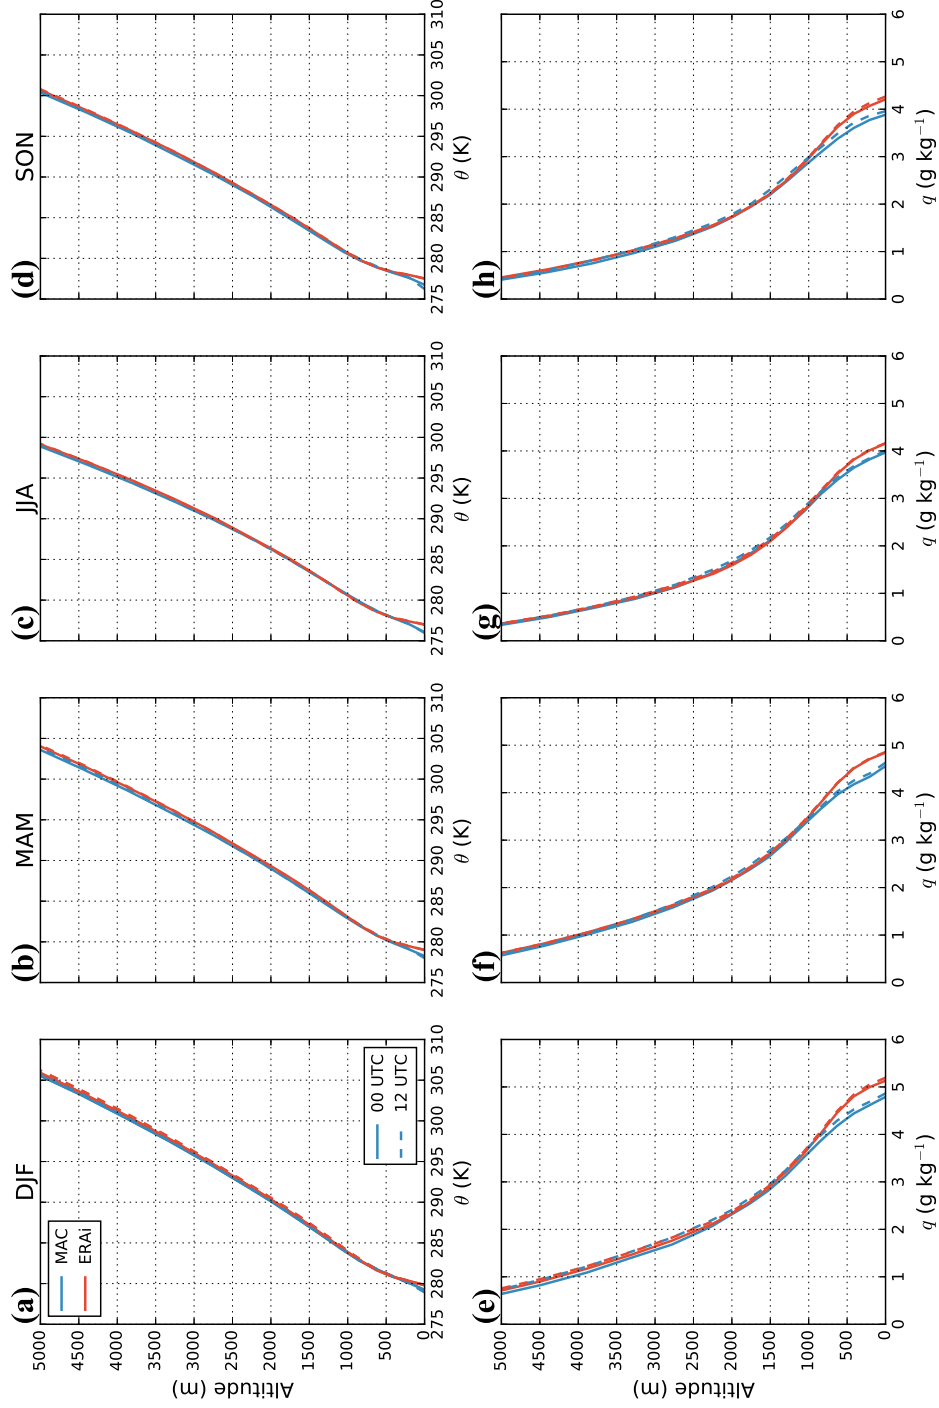 DJF
MAM
JJA
SON
(a)
(b)
(c)
(d)
MAC
ERAi
00 UTC
12 UTC
Altitude (m)
5000
4500
4000
3500
3000
2500
2000
1500
1000
500
0
275 280 285 290 295 300 305 310
θ (K)
275 280 285 290 295 300 305 310
θ (K)
275 280 285 290 295 300 305 310
θ (K)
275 280 285 290 295 300 305 310
θ (K)
(e)
(f)
(g)
(h)
Altitude (m)
5000
4500
4000
3500
3000
2500
2000
1500
1000
500
0
0 1 2 3 4 5 6
q (g kg⁻¹)
0 1 2 3 4 5 6
q (g kg⁻¹)
0 1 2 3 4 5 6
q (g kg⁻¹)
0 1 2 3 4 5 6
q (g kg⁻¹)